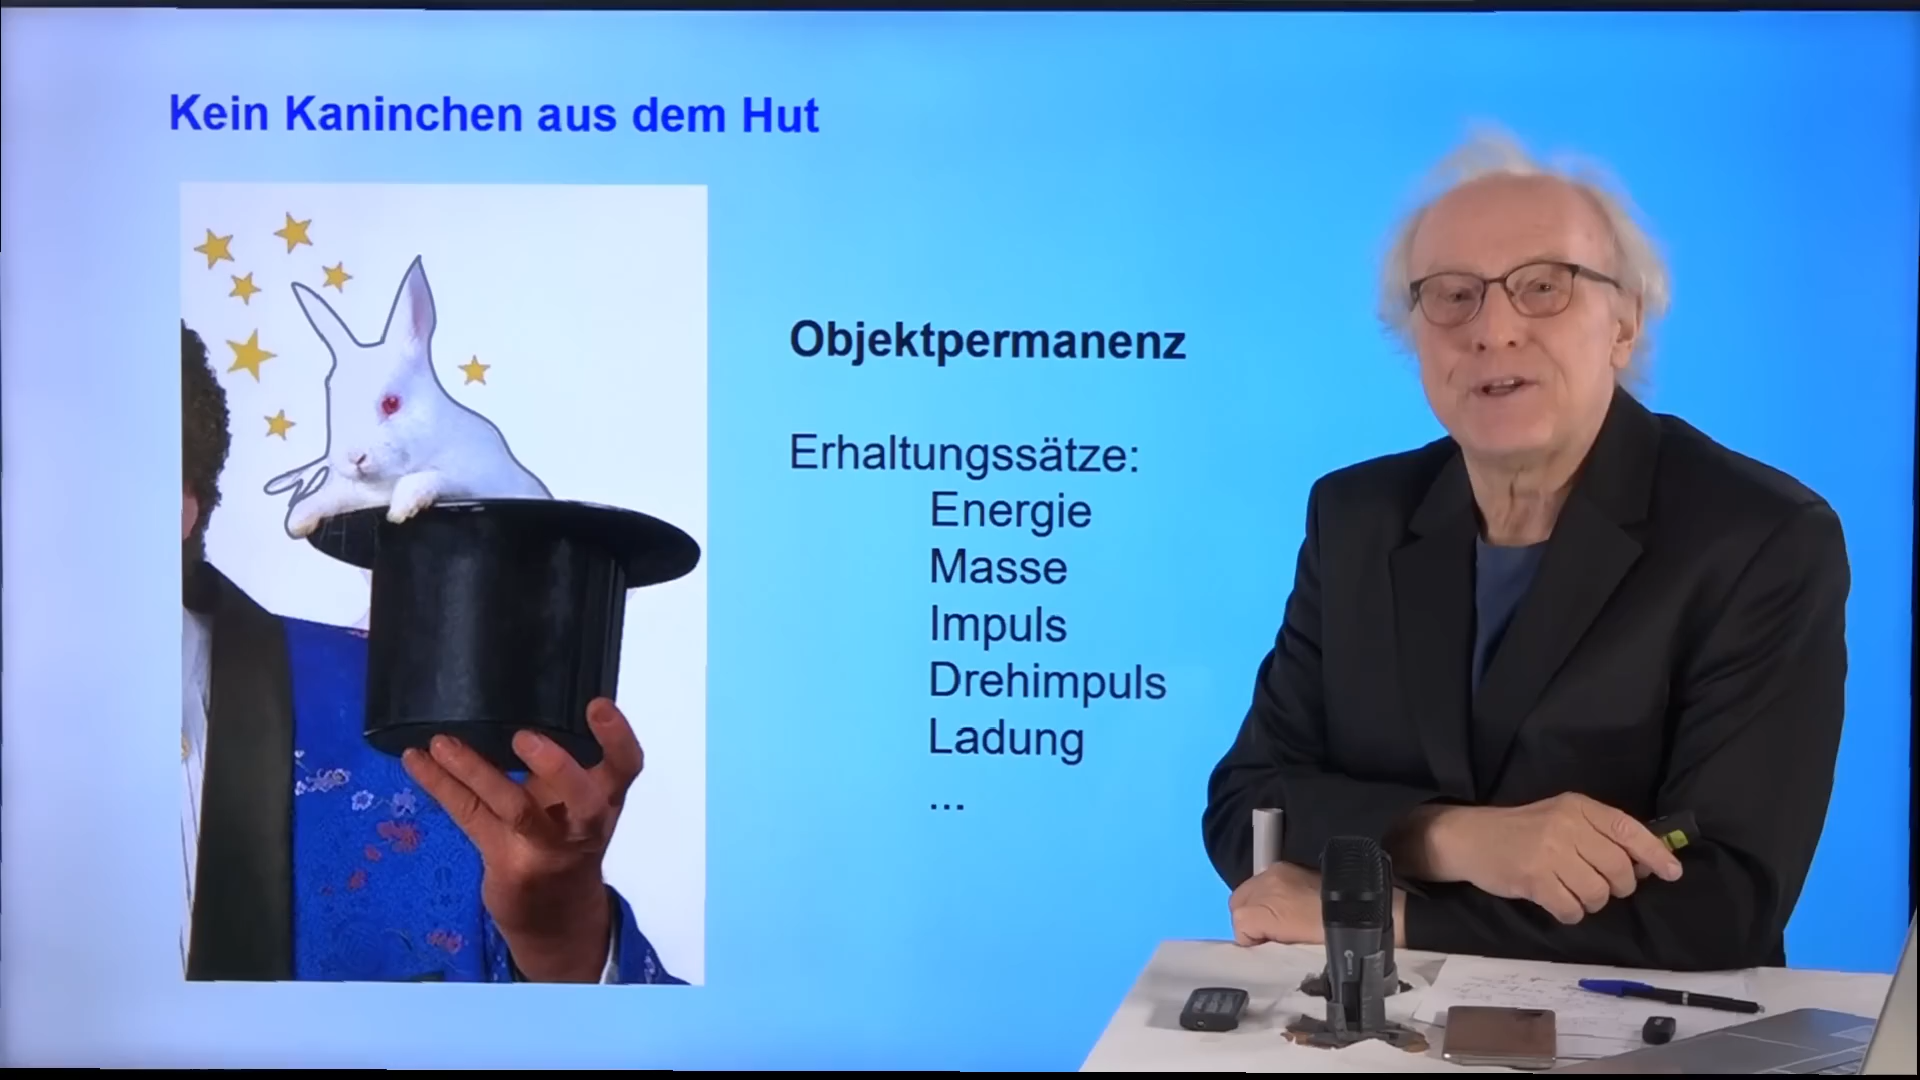 Kein Kaninchen aus dem Hut
Objektpermanenz
Erhaltungssätze:
Energie
Masse
Impuls
Drehimpuls
Ladung
...